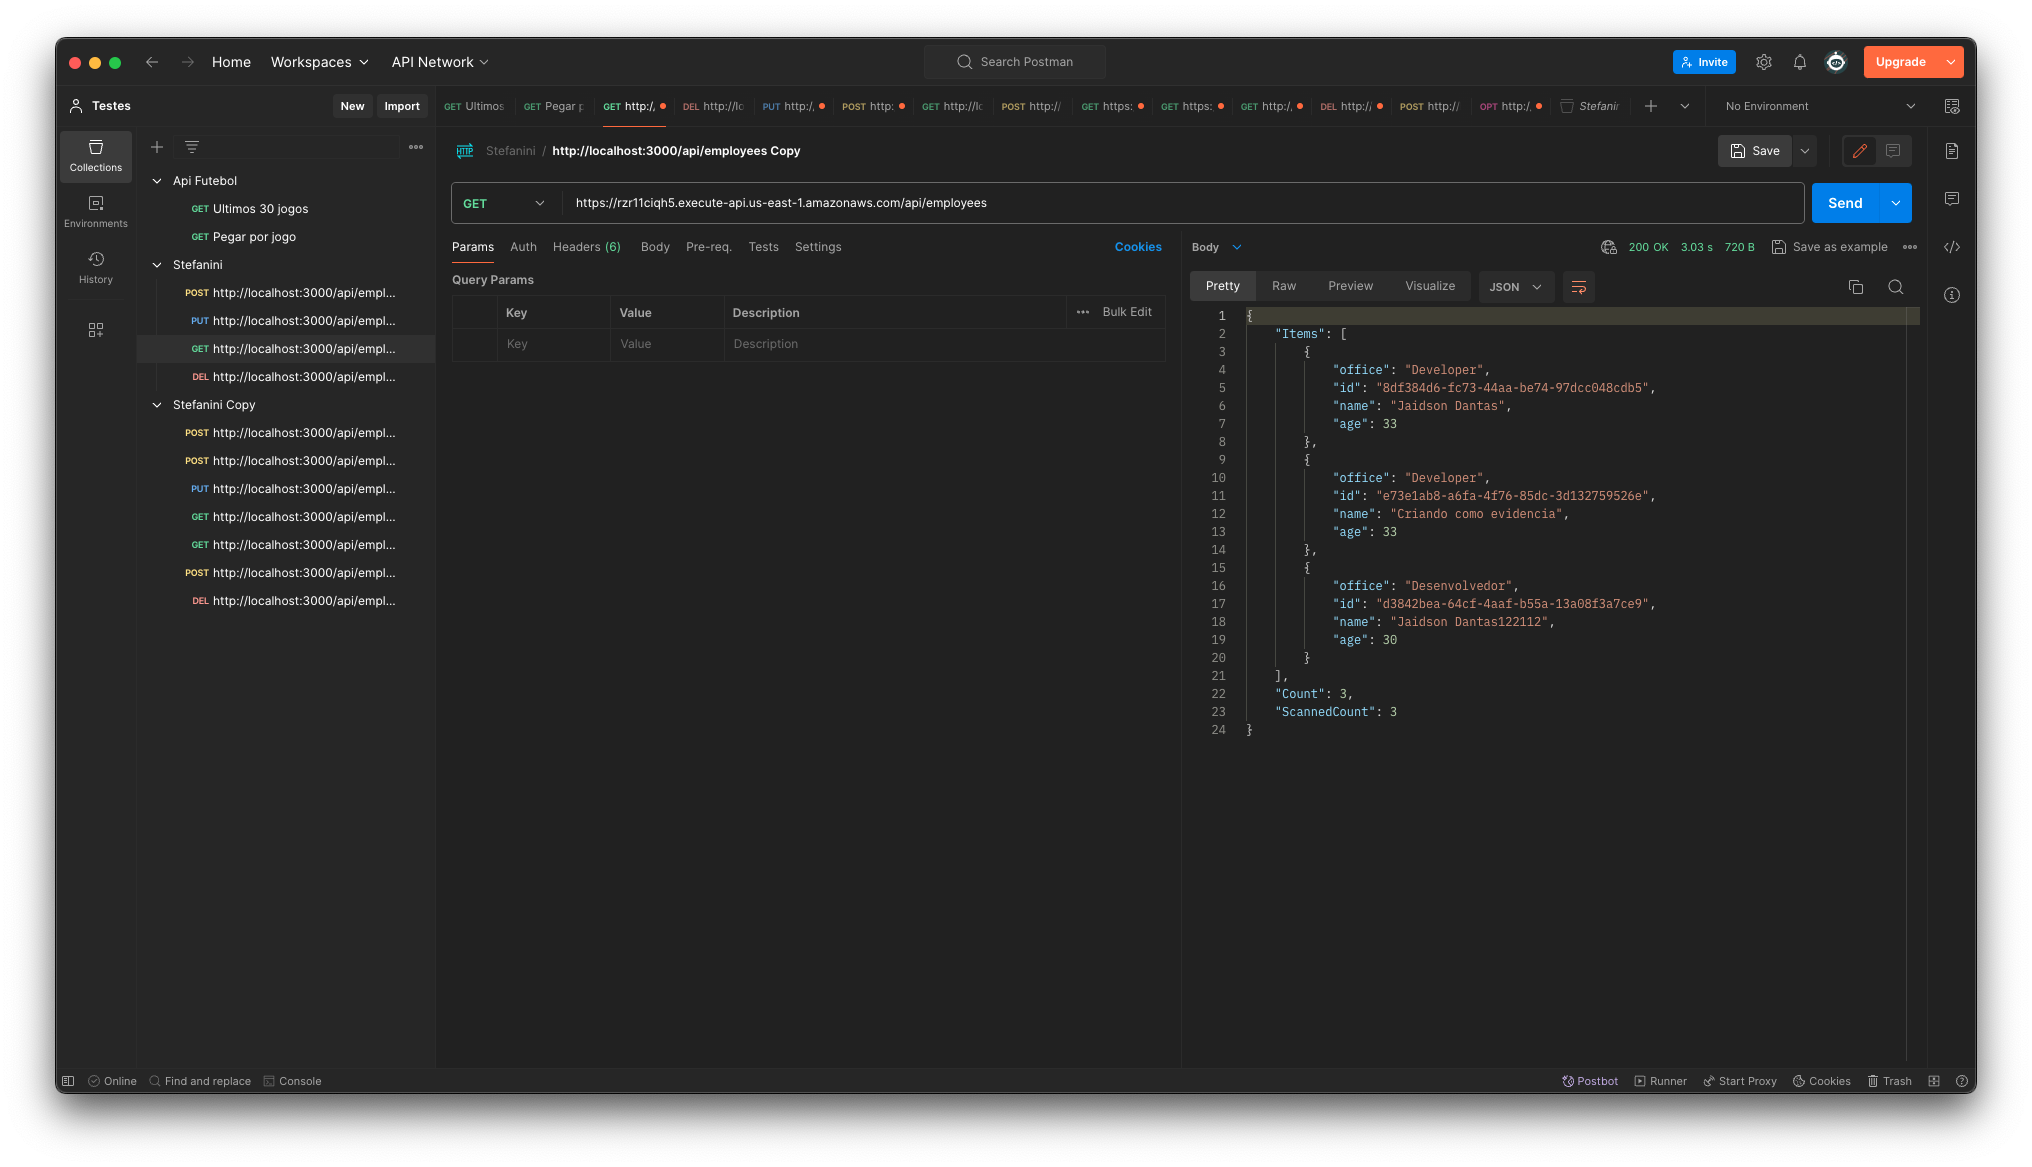 Home Workspaces API Network Search Postman Invite Upgrade
Testes New Import
GET Ultimos GET Pegar p GET http:/, DEL http://lo PUT http:/, POST http: GET http://lo POST http:// GET https: GET https: GET http:/, DEL http:// POST http:// OPT http:/, Stefanir No Environment
Collections
Environments
History
Api Futebol
GET Ultimos 30 jogos
GET Pegar por jogo
Stefanini
POST http://localhost:3000/api/empl...
PUT http://localhost:3000/api/empl...
GET http://localhost:3000/api/empl...
DEL http://localhost:3000/api/empl...
Stefanini Copy
POST http://localhost:3000/api/empl...
POST http://localhost:3000/api/empl...
PUT http://localhost:3000/api/empl...
GET http://localhost:3000/api/empl...
GET http://localhost:3000/api/empl...
POST http://localhost:3000/api/empl...
DEL http://localhost:3000/api/empl...
HTTP Stefanini / http://localhost:3000/api/employees Copy Save
GET https://rzr11ciqh5.execute-api.us-east-1.amazonaws.com/api/employees Send
Params Auth Headers (6) Body Pre-req. Tests Settings Cookies
Query Params
Key Value Description Bulk Edit
Key Value Description
Body 200 OK 3.03 s 720 B Save as example
Pretty Raw Preview Visualize JSON
1 {
2 "Items": [
3 {
4 "office": "Developer",
5 "id": "8df384d6-fc73-44aa-be74-97dcc048cdb5",
6 "name": "Jaidson Dantas",
7 "age": 33
8 },
9 {
10 "office": "Developer",
11 "id": "e73e1ab8-a6fa-4f76-85dc-3d132759526e",
12 "name": "Criando como evidencia",
13 "age": 33
14 },
15 {
16 "office": "Desenvolvedor",
17 "id": "d3842bea-64cf-4aaf-b55a-13a08f3a7ce9",
18 "name": "Jaidson Dantas122112",
19 "age": 30
20 }
21 ],
22 "Count": 3,
23 "ScannedCount": 3
24 }
Online Find and replace Console Postbot Runner Start Proxy Cookies Trash